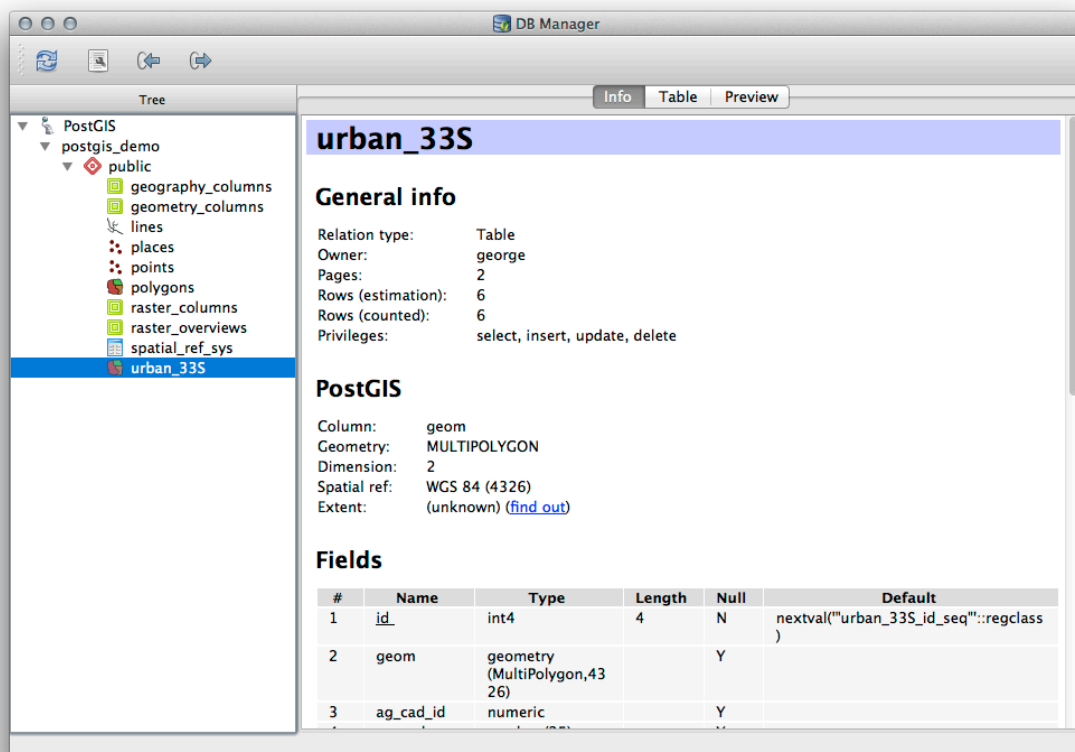 DB Manager
Tree
Info Table Preview
PostGIS
postgis_demo
public
geography_columns
geometry_columns
lines
places
points
polygons
raster_columns
raster_overviews
spatial_ref_sys
urban_33S
urban_33S
General info
Relation type: Table
Owner: george
Pages: 2
Rows (estimation): 6
Rows (counted): 6
Privileges: select, insert, update, delete
PostGIS
Column: geom
Geometry: MULTIPOLYGON
Dimension: 2
Spatial ref: WGS 84 (4326)
Extent: (unknown) (find out)
Fields
# Name Type Length Null Default
1 id int4 4 N nextval('"urban_33S_id_seq"'::regclass
)
2 geom geometry Y
(MultiPolygon,43
26)
3 ag_cad_id numeric Y